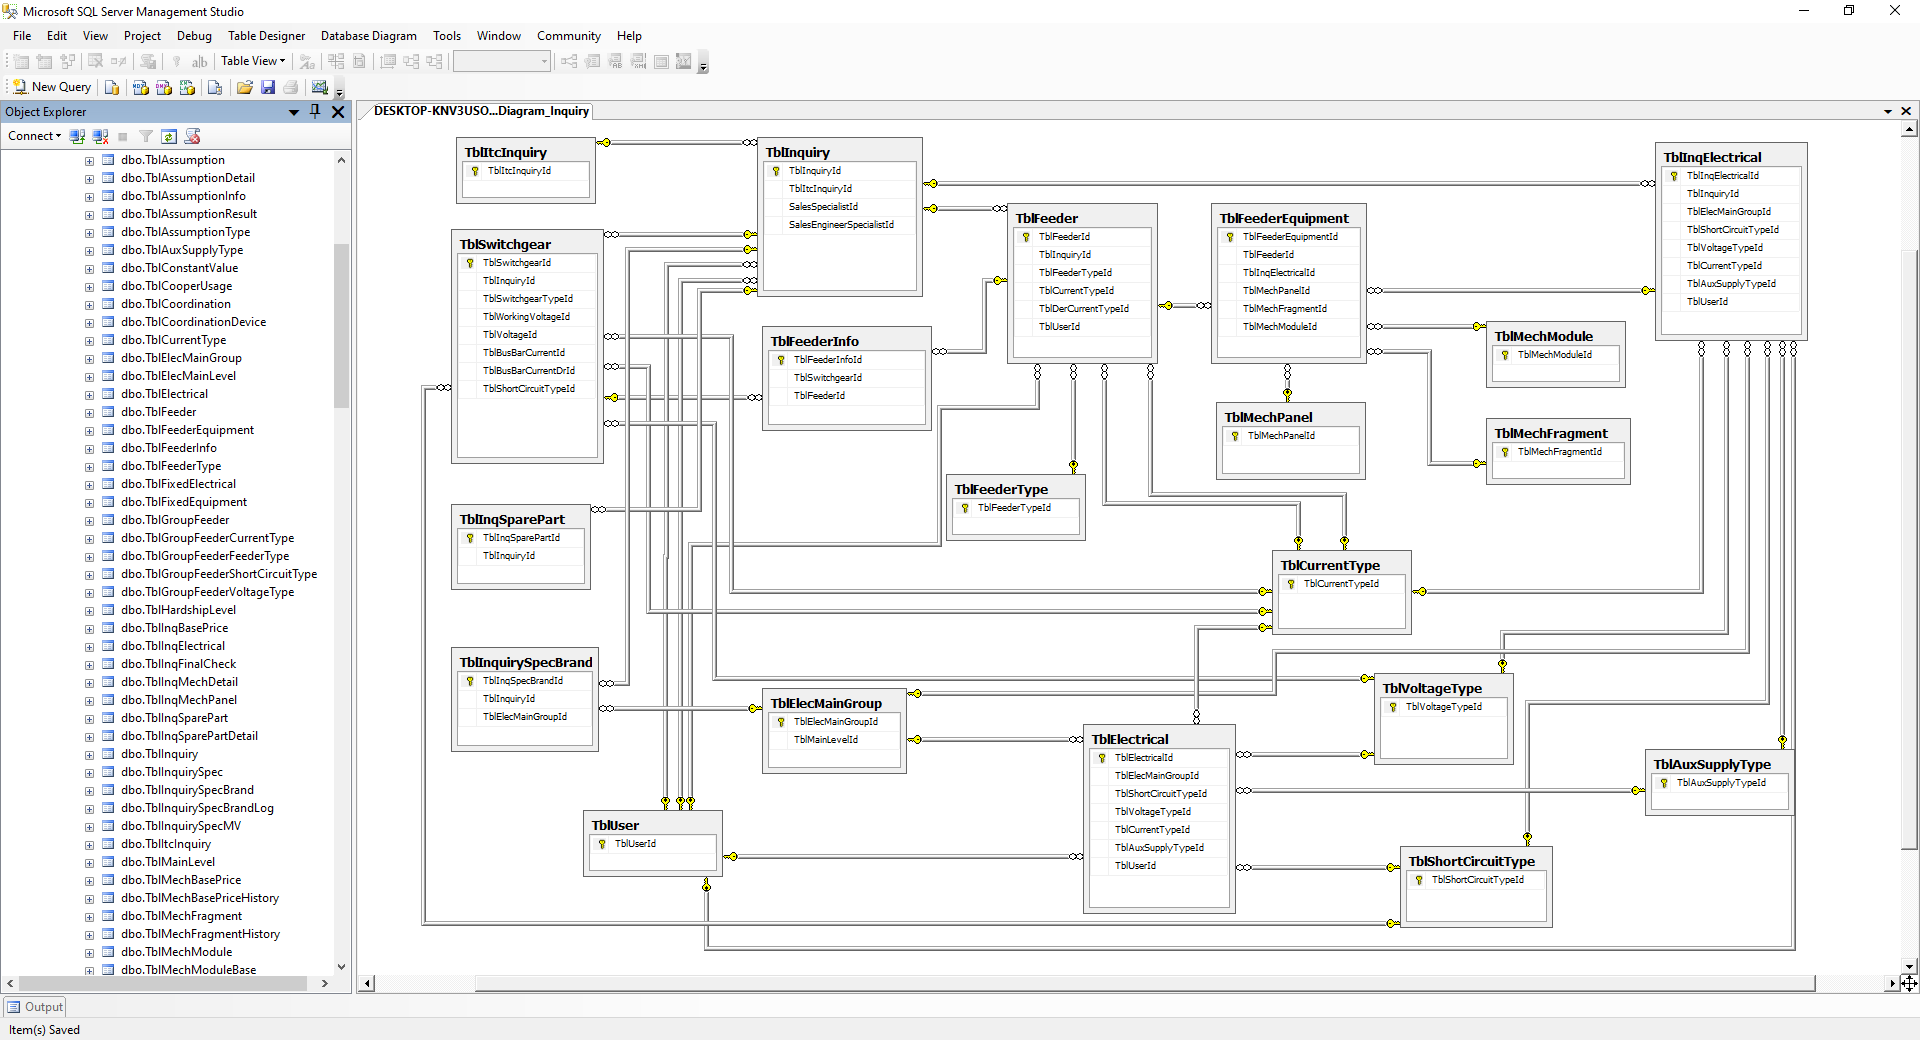 Microsoft SQL Server Management Studio
File Edit View Project Debug Table Designer Database Diagram Tools Window Community Help
Table View
New Query
Object Explorer
Connect
dbo.TblAssumption
dbo.TblAssumptionDetail
dbo.TblAssumptionInfo
dbo.TblAssumptionResult
dbo.TblAssumptionType
dbo.TblAuxSupplyType
dbo.TblConstantValue
dbo.TblCooperUsage
dbo.TblCoordination
dbo.TblCoordinationDevice
dbo.TblCurrentType
dbo.TblElecMainGroup
dbo.TblElecMainLevel
dbo.TblElectrical
dbo.TblFeeder
dbo.TblFeederEquipment
dbo.TblFeederInfo
dbo.TblFeederType
dbo.TblFixedElectrical
dbo.TblFixedEquipment
dbo.TblGroupFeeder
dbo.TblGroupFeederCurrentType
dbo.TblGroupFeederFeederType
dbo.TblGroupFeederShortCircuitType
dbo.TblGroupFeederVoltageType
dbo.TblHardshipLevel
dbo.TblInqBasePrice
dbo.TblInqElectrical
dbo.TblInqFinalCheck
dbo.TblInqMechDetail
dbo.TblInqMechPanel
dbo.TblInqSparePart
dbo.TblInqSparePartDetail
dbo.TblInquiry
dbo.TblInquirySpec
dbo.TblInquirySpecBrand
dbo.TblInquirySpecBrandLog
dbo.TblInquirySpecMV
dbo.TblItcInquiry
dbo.TblMainLevel
dbo.TblMechBasePrice
dbo.TblMechBasePriceHistory
dbo.TblMechFragment
dbo.TblMechFragmentHistory
dbo.TblMechModule
dbo.TblMechModuleBase
DESKTOP-KNV3USO...Diagram_Inquiry
TblItcInquiry
TblItcInquiryId
TblInquiry
TblInquiryId
TblItcInquiryId
SalesSpecialistId
SalesEngineerSpecialistId
TblInqElectrical
TblInqElectricalId
TblInquiryId
TblElecMainGroupId
TblShortCircuitTypeId
TblVoltageTypeId
TblCurrentTypeId
TblAuxSupplyTypeId
TblUserId
TblSwitchgear
TblSwitchgearId
TblInquiryId
TblSwitchgearTypeId
TblWorkingVoltageId
TblVoltageId
TblBusBarCurrentId
TblBusBarCurrentDrId
TblShortCircuitTypeId
TblFeeder
TblFeederId
TblInquiryId
TblFeederTypeId
TblCurrentTypeId
TblDerCurrentTypeId
TblUserId
TblFeederEquipment
TblFeederEquipmentId
TblFeederId
TblInqElectricalId
TblMechPanelId
TblMechFragmentId
TblMechModuleId
TblFeederInfo
TblFeederInfoId
TblSwitchgearId
TblFeederId
TblMechModule
TblMechModuleId
TblMechPanel
TblMechPanelId
TblMechFragment
TblMechFragmentId
TblFeederType
TblFeederTypeId
TblInqSparePart
TblInqSparePartId
TblInquiryId
TblCurrentType
TblCurrentTypeId
TblInquirySpecBrand
TblInqSpecBrandId
TblInquiryId
TblElecMainGroupId
TblElecMainGroup
TblElecMainGroupId
TblMainLevelId
TblVoltageType
TblVoltageTypeId
TblElectrical
TblElectricalId
TblElecMainGroupId
TblShortCircuitTypeId
TblVoltageTypeId
TblCurrentTypeId
TblAuxSupplyTypeId
TblUserId
TblAuxSupplyType
TblAuxSupplyTypeId
TblUser
TblUserId
TblShortCircuitType
TblShortCircuitTypeId
Output
Item(s) Saved